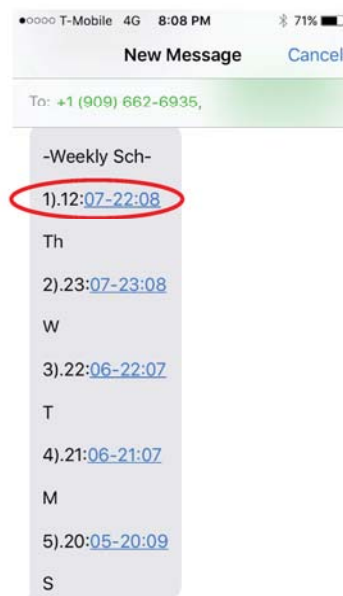 ●○○○○ T-Mobile 4G 8:08 PM 71%
New Message Cancel
To: +1 (909) 662-6935,
-Weekly Sch-
1).12:07-22:08
Th
2).23:07-23:08
W
3).22:06-22:07
T
4).21:06-21:07
M
5).20:05-20:09
S